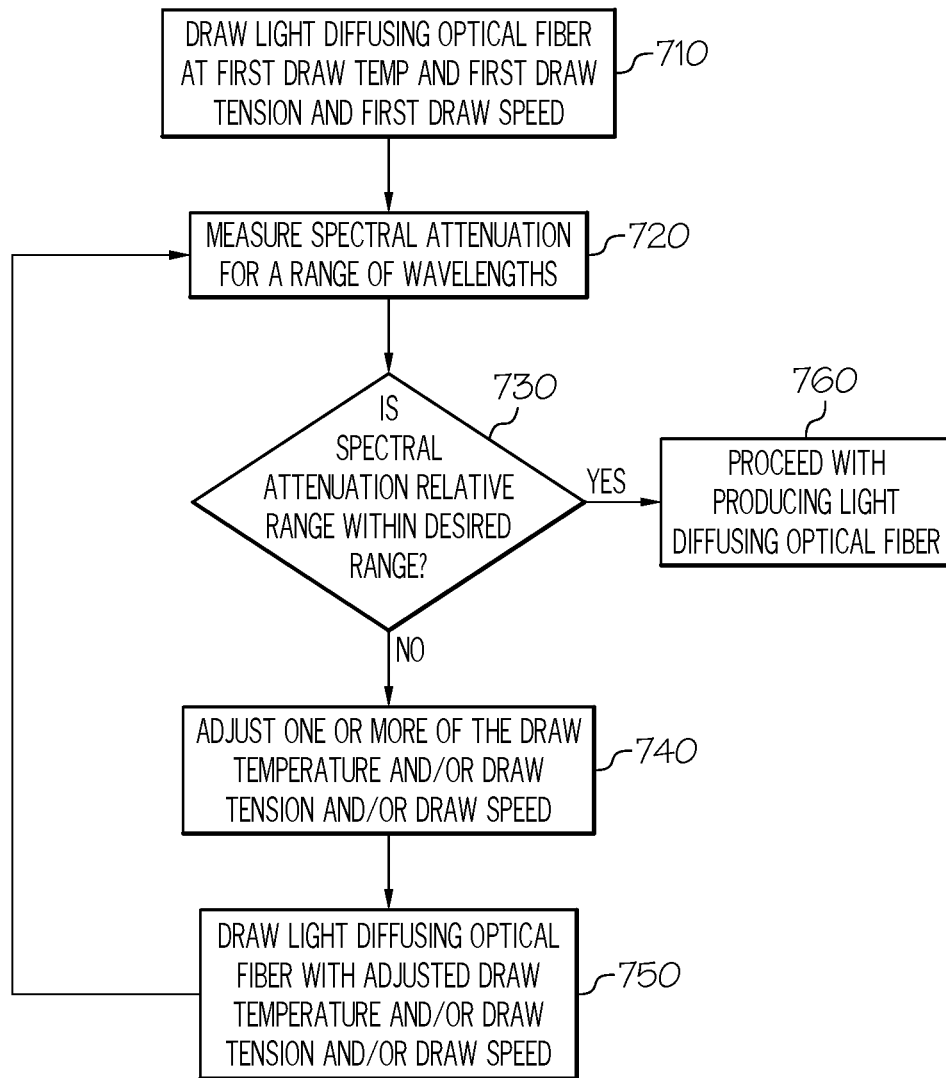 DRAW LIGHT DIFFUSING OPTICAL FIBER
AT FIRST DRAW TEMP AND FIRST DRAW
TENSION AND FIRST DRAW SPEED
710
MEASURE SPECTRAL ATTENUATION
FOR A RANGE OF WAVELENGTHS
720
IS
SPECTRAL
ATTENUATION RELATIVE
RANGE WITHIN DESIRED
RANGE?
730
YES
760
PROCEED WITH
PRODUCING LIGHT
DIFFUSING OPTICAL FIBER
NO
ADJUST ONE OR MORE OF THE DRAW
TEMPERATURE AND/OR DRAW
TENSION AND/OR DRAW SPEED
740
DRAW LIGHT DIFFUSING OPTICAL
FIBER WITH ADJUSTED DRAW
TEMPERATURE AND/OR DRAW
TENSION AND/OR DRAW SPEED
750